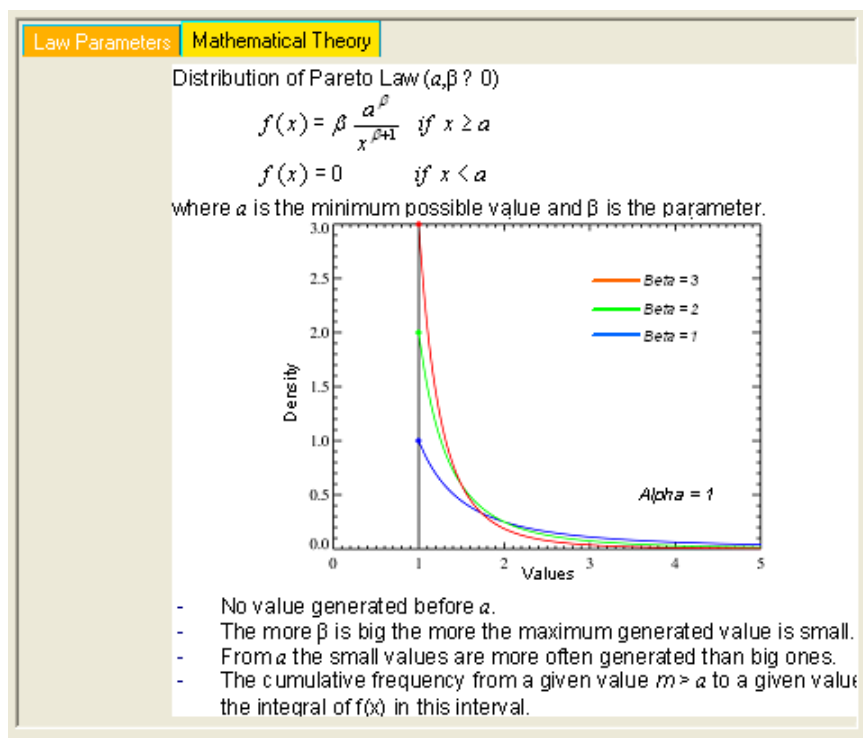 Law Parameters Mathematical Theory
Distribution of Pareto Law (a,β ? 0)
f(x) = β a^β / x^β+1 if x ≥ a
f(x) = 0 if x < a
where a is the minimum possible value and β is the parameter.
3.0
2.5
2.0
1.5
1.0
0.5
0.0
Density
Beta = 3
Beta = 2
Beta = 1
Alpha = 1
0 1 2 3 4 5
Values
- No value generated before a.
- The more β is big the more the maximum generated value is small.
- From a the small values are more often generated than big ones.
- The cumulative frequency from a given value m > a to a given value
the integral of f(x) in this interval.